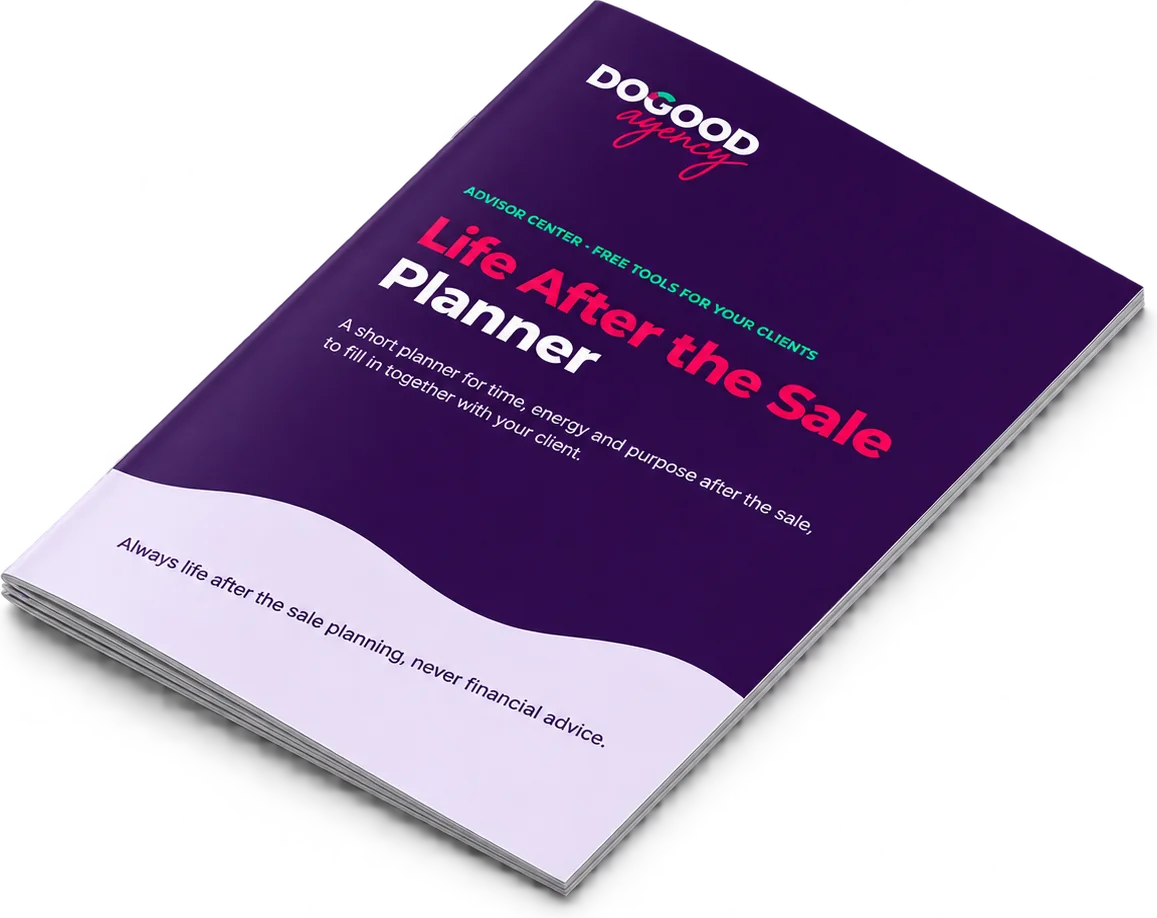 DOGOOD
agency
ADVISOR CENTER - FREE TOOLS FOR YOUR CLIENTS
Life After the Sale
Planner
A short planner for time, energy and purpose after the sale,
to fill in together with your client.
Always life after the sale planning, never financial advice.